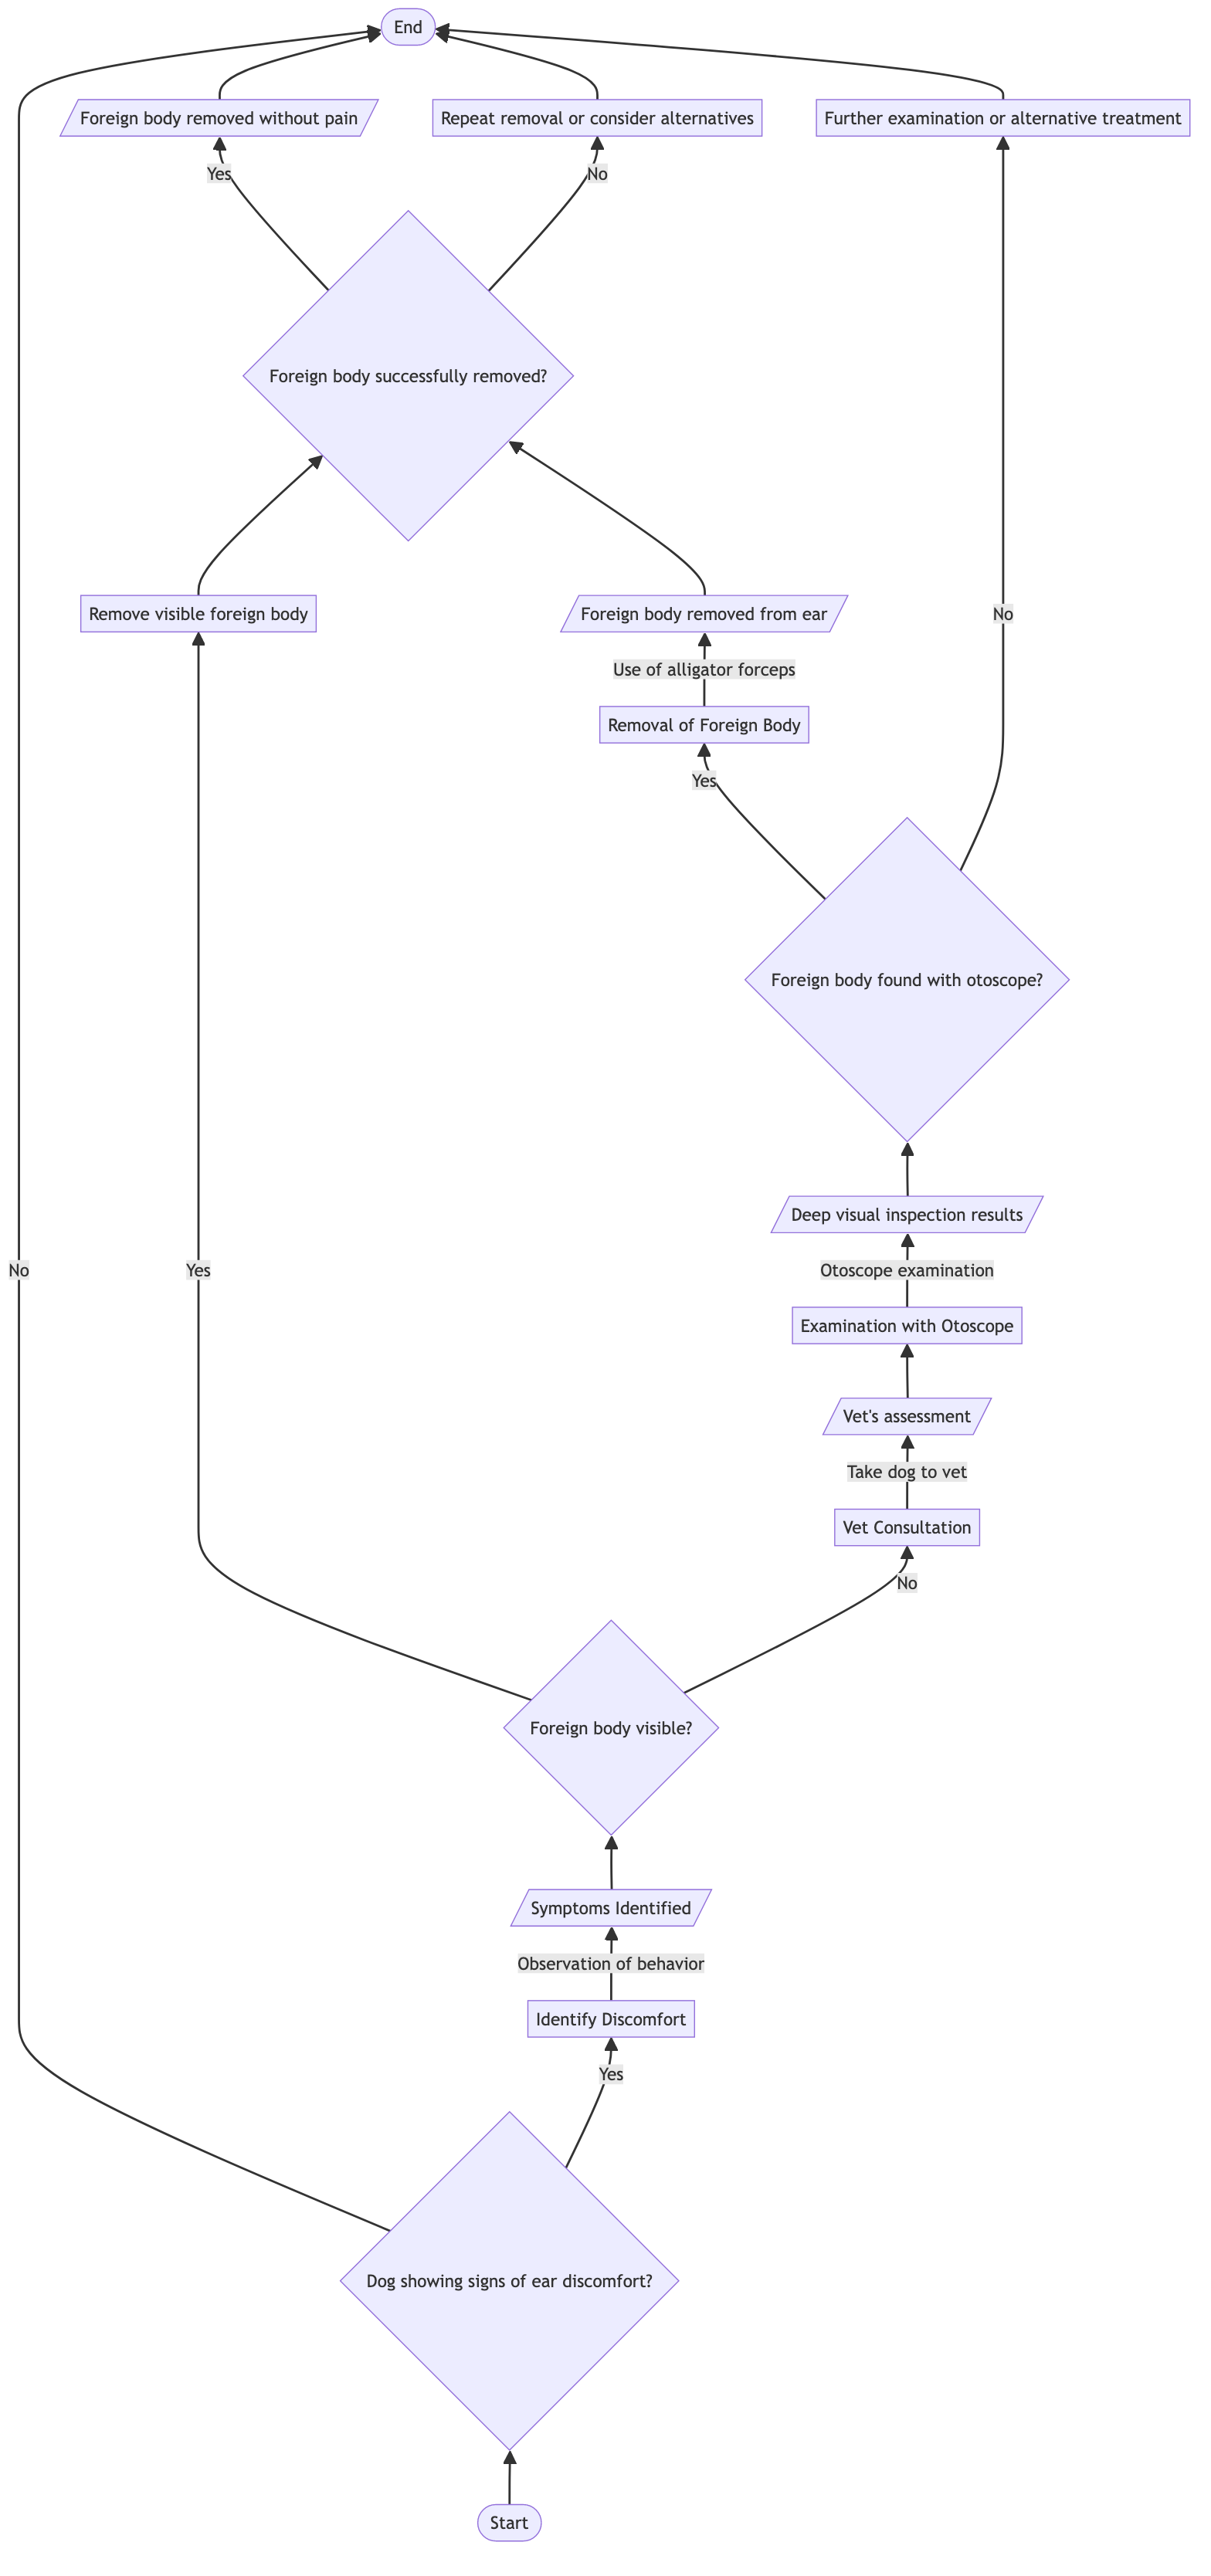 End
Foreign body removed without pain
Repeat removal or consider alternatives
Further examination or alternative treatment
Yes
No
Foreign body successfully removed?
Remove visible foreign body
Foreign body removed from ear
No
Use of alligator forceps
Removal of Foreign Body
Yes
Foreign body found with otoscope?
Deep visual inspection results
No
Yes
Otoscope examination
Examination with Otoscope
Vet's assessment
Take dog to vet
Vet Consultation
No
Foreign body visible?
Symptoms Identified
Observation of behavior
Identify Discomfort
Yes
Dog showing signs of ear discomfort?
Start